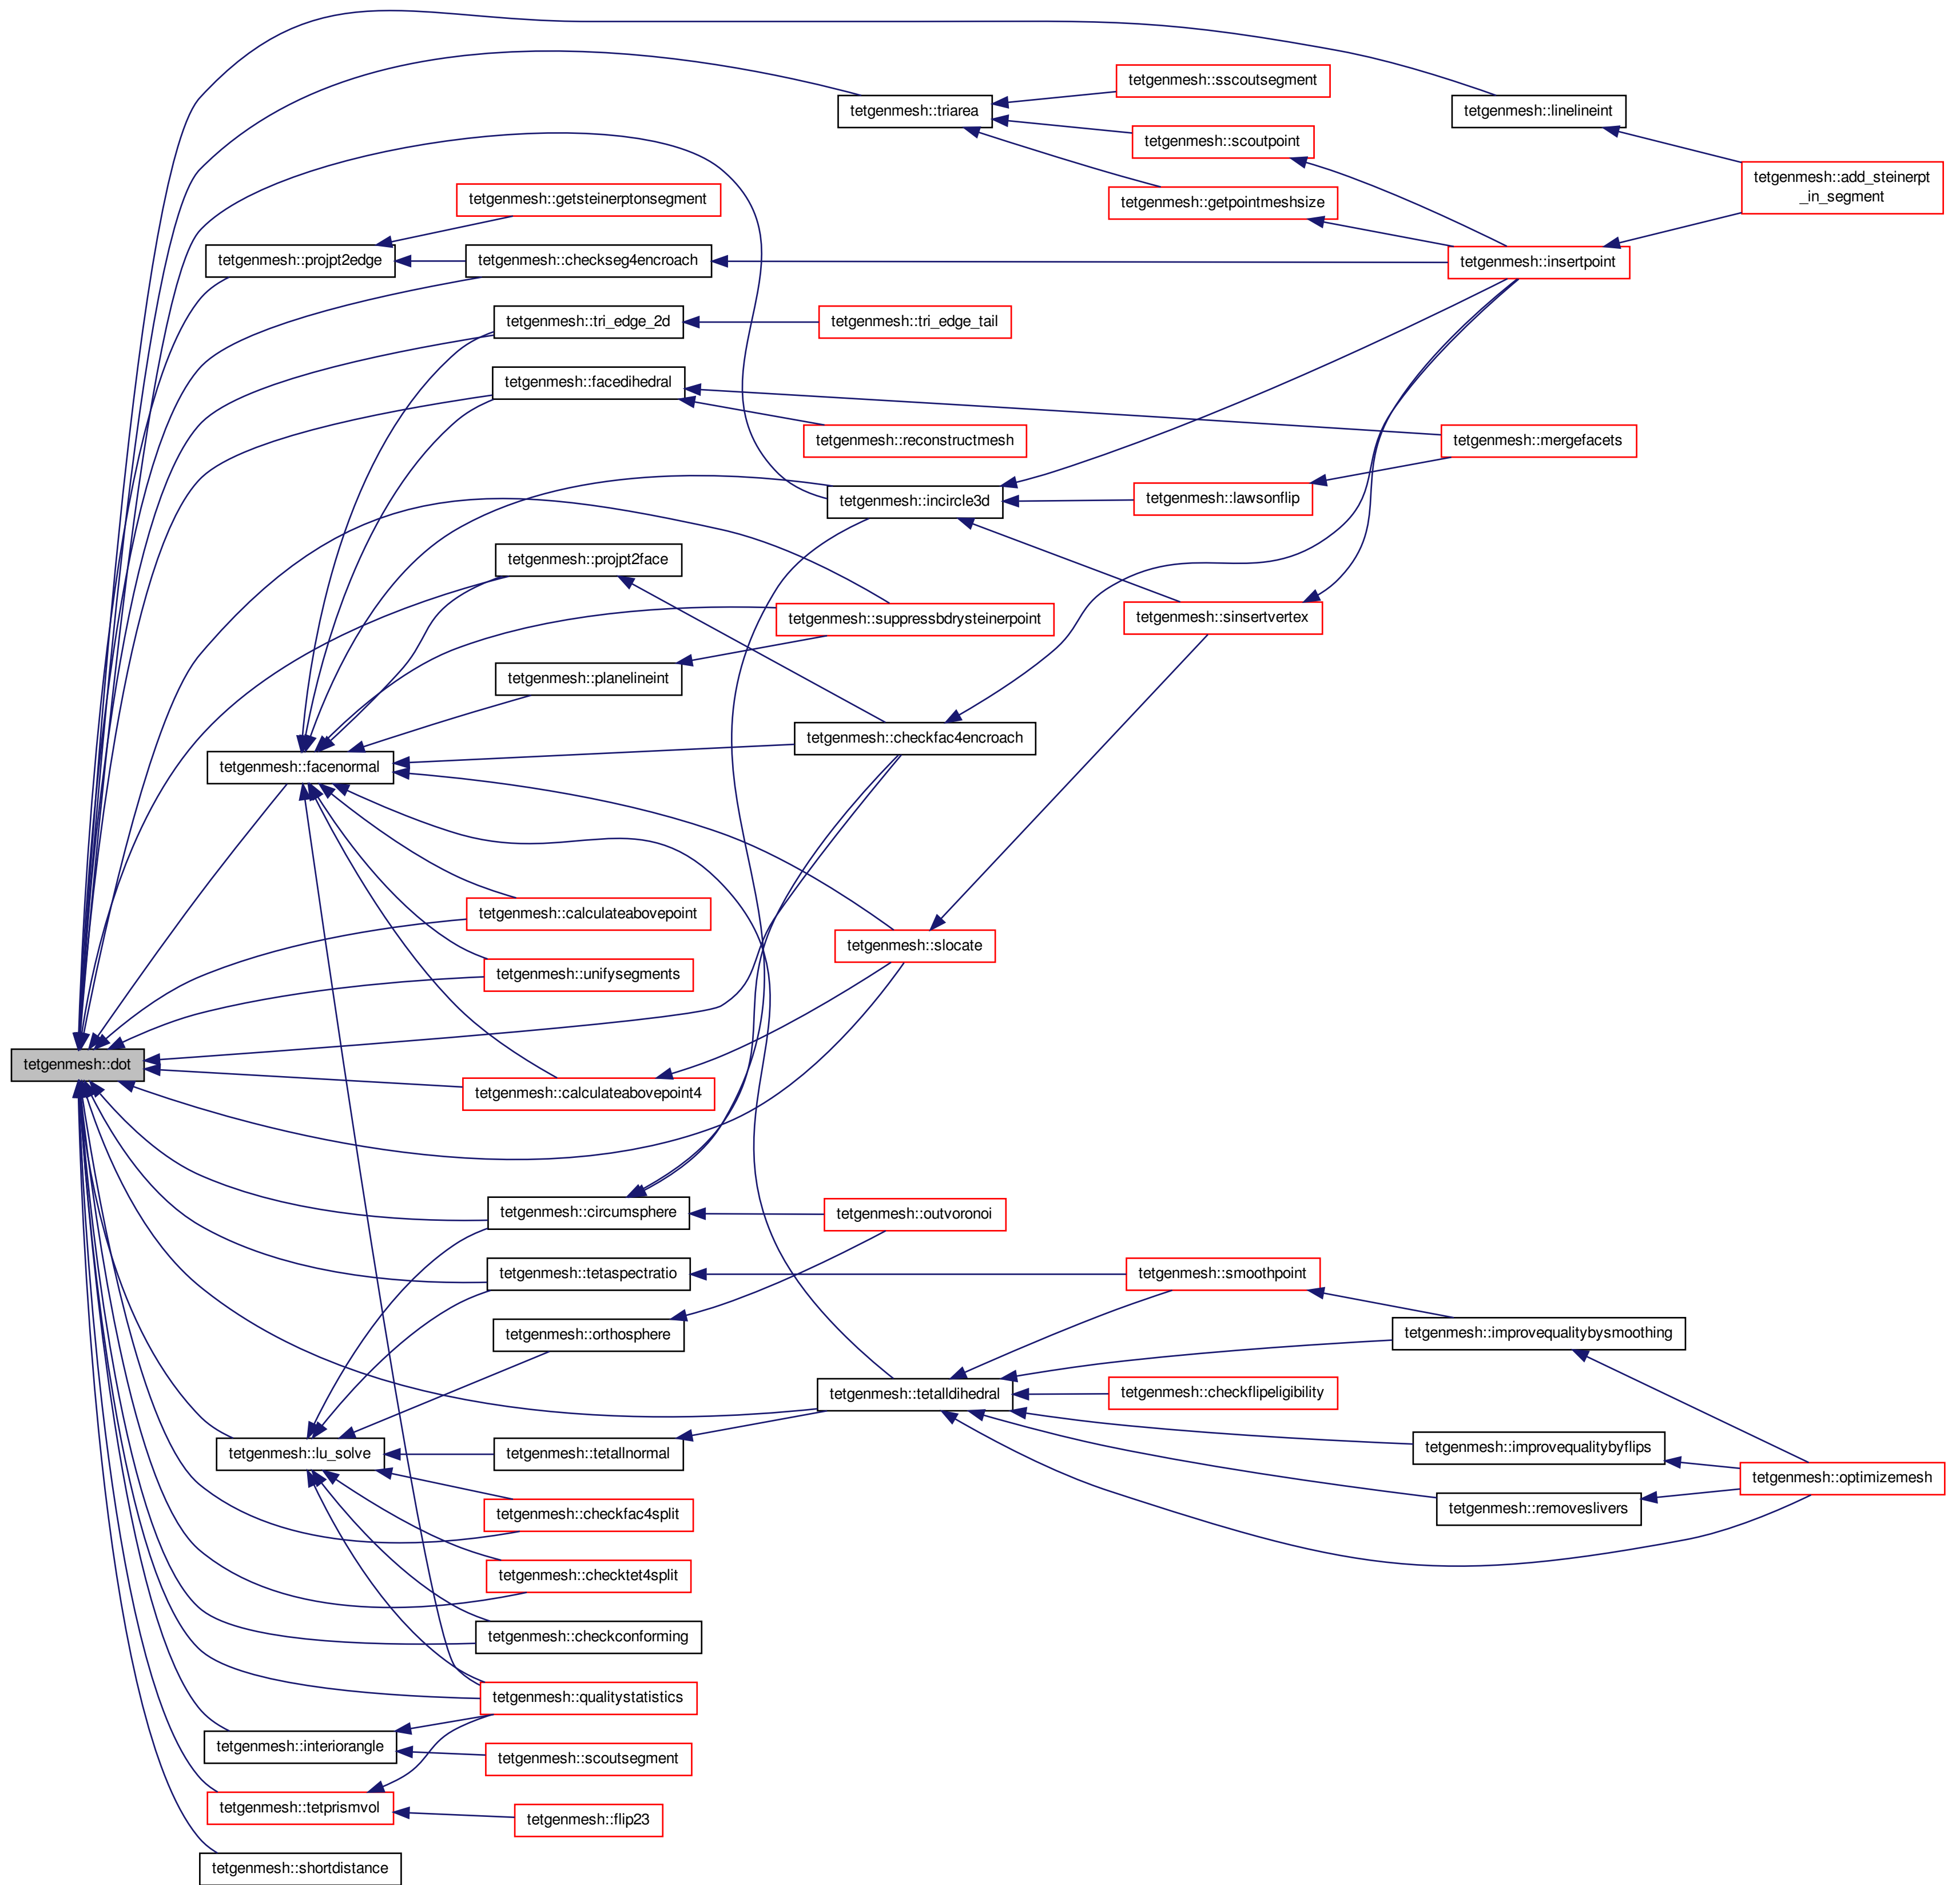 tetgenmesh::sscoutsegment
tetgenmesh::triarea
tetgenmesh::linelineint
tetgenmesh::scoutpoint
tetgenmesh::add_steinerpt
_in_segment
tetgenmesh::getsteinerptonsegment
tetgenmesh::getpointmeshsize
tetgenmesh::projpt2edge
tetgenmesh::checkseg4encroach
tetgenmesh::insertpoint
tetgenmesh::tri_edge_2d
tetgenmesh::tri_edge_tail
tetgenmesh::facedihedral
tetgenmesh::reconstructmesh
tetgenmesh::mergefacets
tetgenmesh::incircle3d
tetgenmesh::lawsonflip
tetgenmesh::projpt2face
tetgenmesh::suppressbdrysteinerpoint
tetgenmesh::sinsertvertex
tetgenmesh::planelineint
tetgenmesh::checkfac4encroach
tetgenmesh::facenormal
tetgenmesh::calculateabovepoint
tetgenmesh::slocate
tetgenmesh::unifysegments
tetgenmesh::dot
tetgenmesh::calculateabovepoint4
tetgenmesh::circumsphere
tetgenmesh::outvoronoi
tetgenmesh::tetaspectratio
tetgenmesh::smoothpoint
tetgenmesh::orthosphere
tetgenmesh::improvequalitybysmoothing
tetgenmesh::tetalldihedral
tetgenmesh::checkflipeligibility
tetgenmesh::lu_solve
tetgenmesh::tetallnormal
tetgenmesh::improvequalitybyflips
tetgenmesh::optimizemesh
tetgenmesh::checkfac4split
tetgenmesh::removeslivers
tetgenmesh::checktet4split
tetgenmesh::checkconforming
tetgenmesh::qualitystatistics
tetgenmesh::interiorangle
tetgenmesh::scoutsegment
tetgenmesh::tetprismvol
tetgenmesh::flip23
tetgenmesh::shortdistance